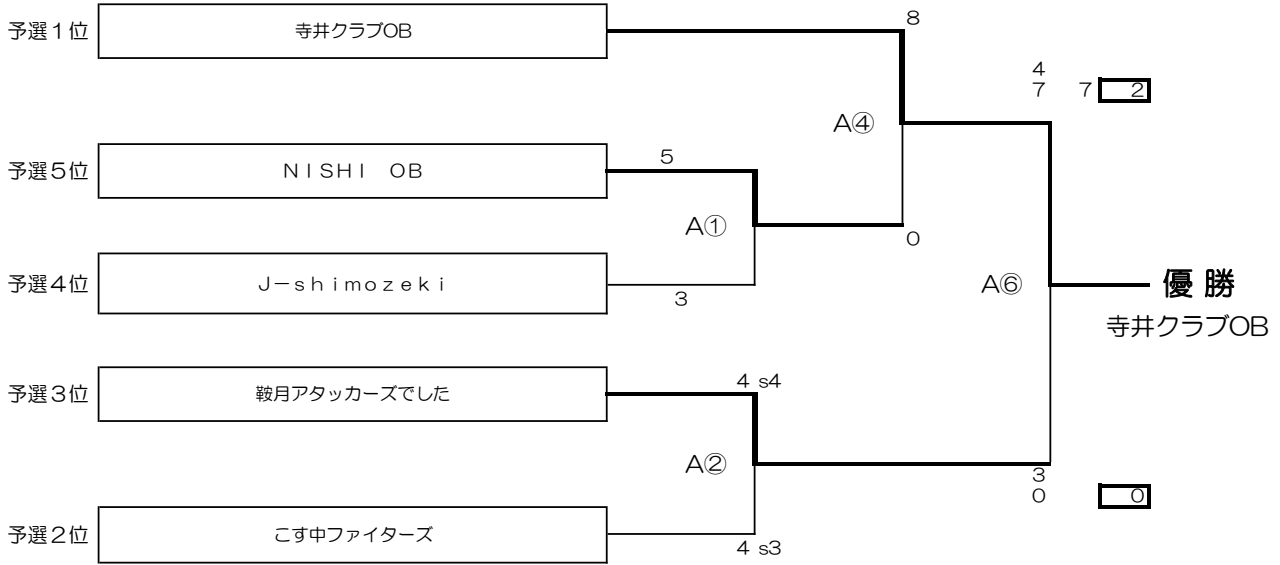 予選1位 寺井クラブOB
8
4
7 7 2
A④
予選5位 NISHI OB
5
A①
0
予選4位 J−shimozeki
3
A⑥
優 勝
寺井クラブOB
予選3位 鞍月アタッカーズでした
4 s4
A②
3
0 0
予選2位 こす中ファイターズ
4 s3